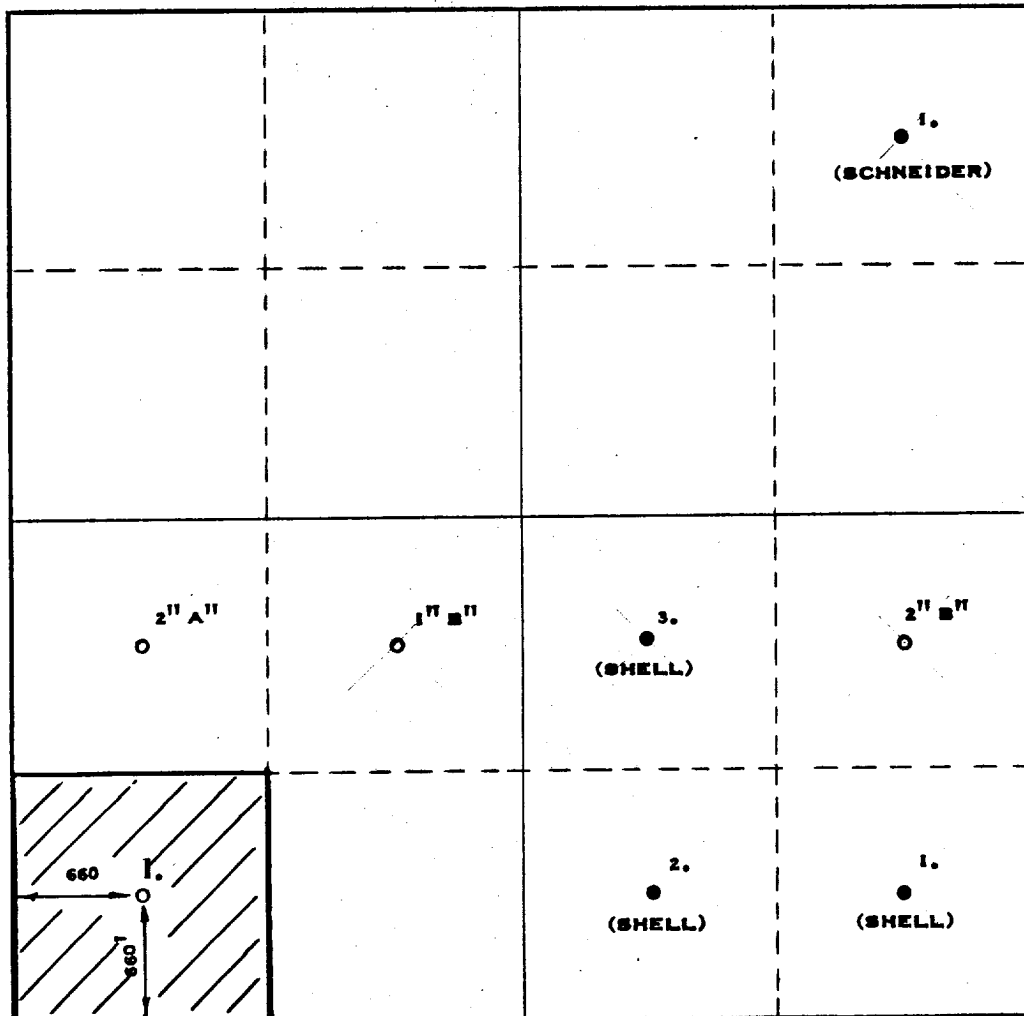 1.
(SCHNEIDER)
2" A"
1" B"
3.
(SHELL)
2" B"
660
1.
660'
2.
(SHELL)
1.
(SHELL)